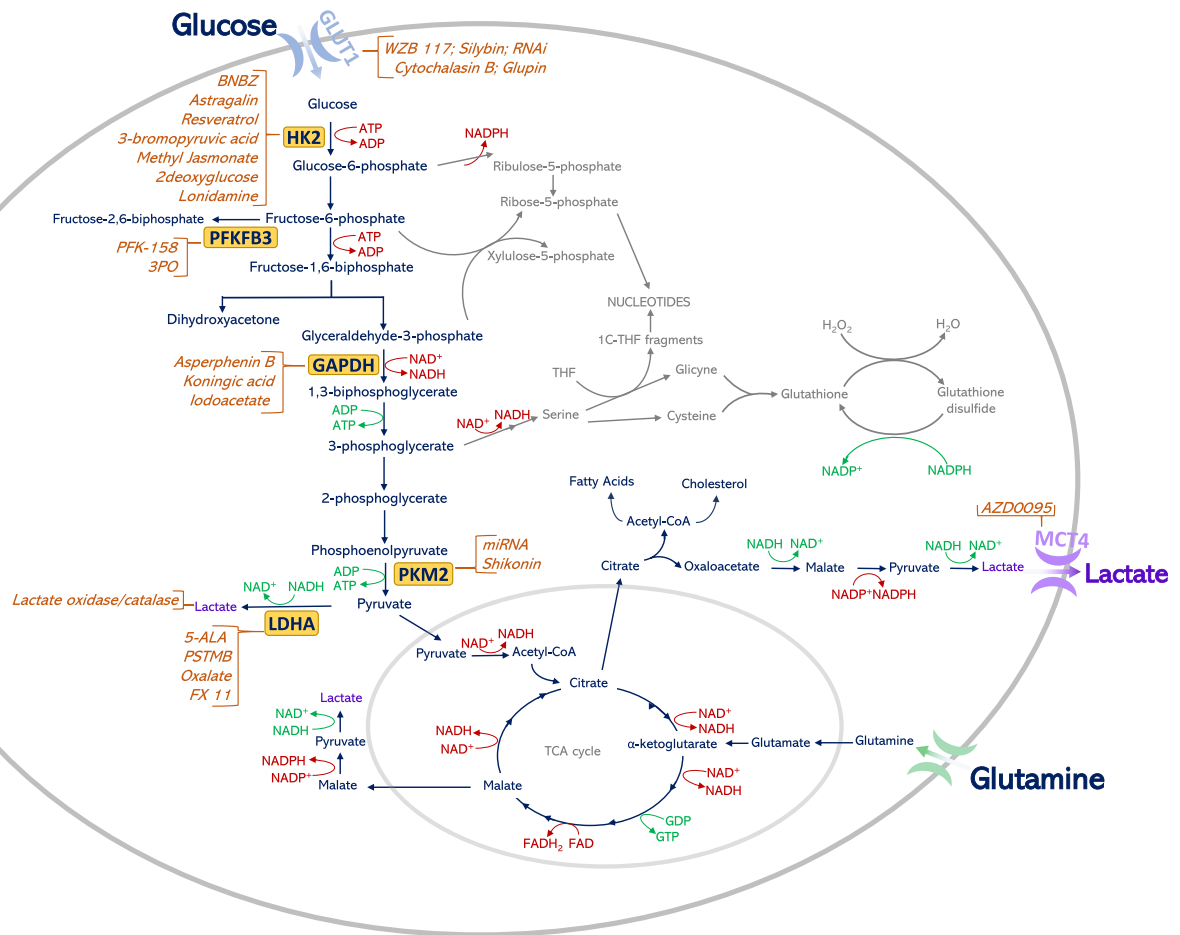 Glucose
GLUT1
WZB 117; Silybin; RNAi
Cytochalasin B; Glupin
BNBZ
Astragalin
Resveratrol
3-bromopyruvic acid
Methyl Jasmonate
2deoxyglucose
Lonidamine
Glucose
HK2
ATP
ADP
NADPH
Glucose-6-phosphate
Ribulose-5-phosphate
Ribose-5-phosphate
Fructose-2,6-biphosphate
Fructose-6-phosphate
PFKFB3
ATP
ADP
PFK-158
3PO
Xylulose-5-phosphate
Fructose-1,6-biphosphate
NUCLEOTIDES
Dihydroxyacetone
Glyceraldehyde-3-phosphate
1C-THF fragments
H₂O₂
H₂O
Asperphenin B
Koningic acid
Iodoacetate
GAPDH
NAD⁺
NADH
THF
Glicyne
1,3-biphosphoglycerate
Glutathione
Glutathione
disulfide
ADP
ATP
NAD⁺
NADH
Serine
Cysteine
3-phosphoglycerate
NADP⁺
NADPH
2-phosphoglycerate
Fatty Acids
Cholesterol
AZD0095
Acetyl-CoA
MCT4
Phosphoenolpyruvate
miRNA
Shikonin
NADH
NAD⁺
NADH
NAD⁺
ADP
ATP
PKM2
Citrate
Oxaloacetate
Malate
Pyruvate
Lactate
Lactate
NADP⁺
NADPH
NAD⁺
NADH
Lactate oxidase/catalase
Lactate
Pyruvate
LDHA
5-ALA
PSTMB
Oxalate
FX 11
NAD⁺
NADH
Pyruvate
Acetyl-CoA
Citrate
Lactate
NAD⁺
NADH
Pyruvate
NADPH
NADP⁺
Malate
NADH
NAD⁺
TCA cycle
NAD⁺
NADH
α-ketoglutarate
Glutamate
Glutamine
Glutamine
Malate
NAD⁺
NADH
GDP
GTP
FADH₂
FAD